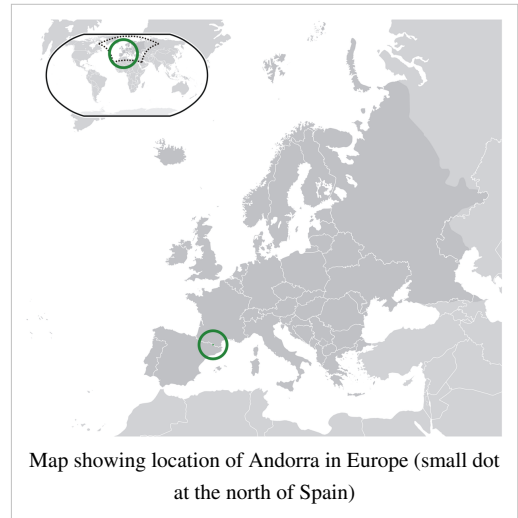 Map showing location of Andorra in Europe (small dot
at the north of Spain)